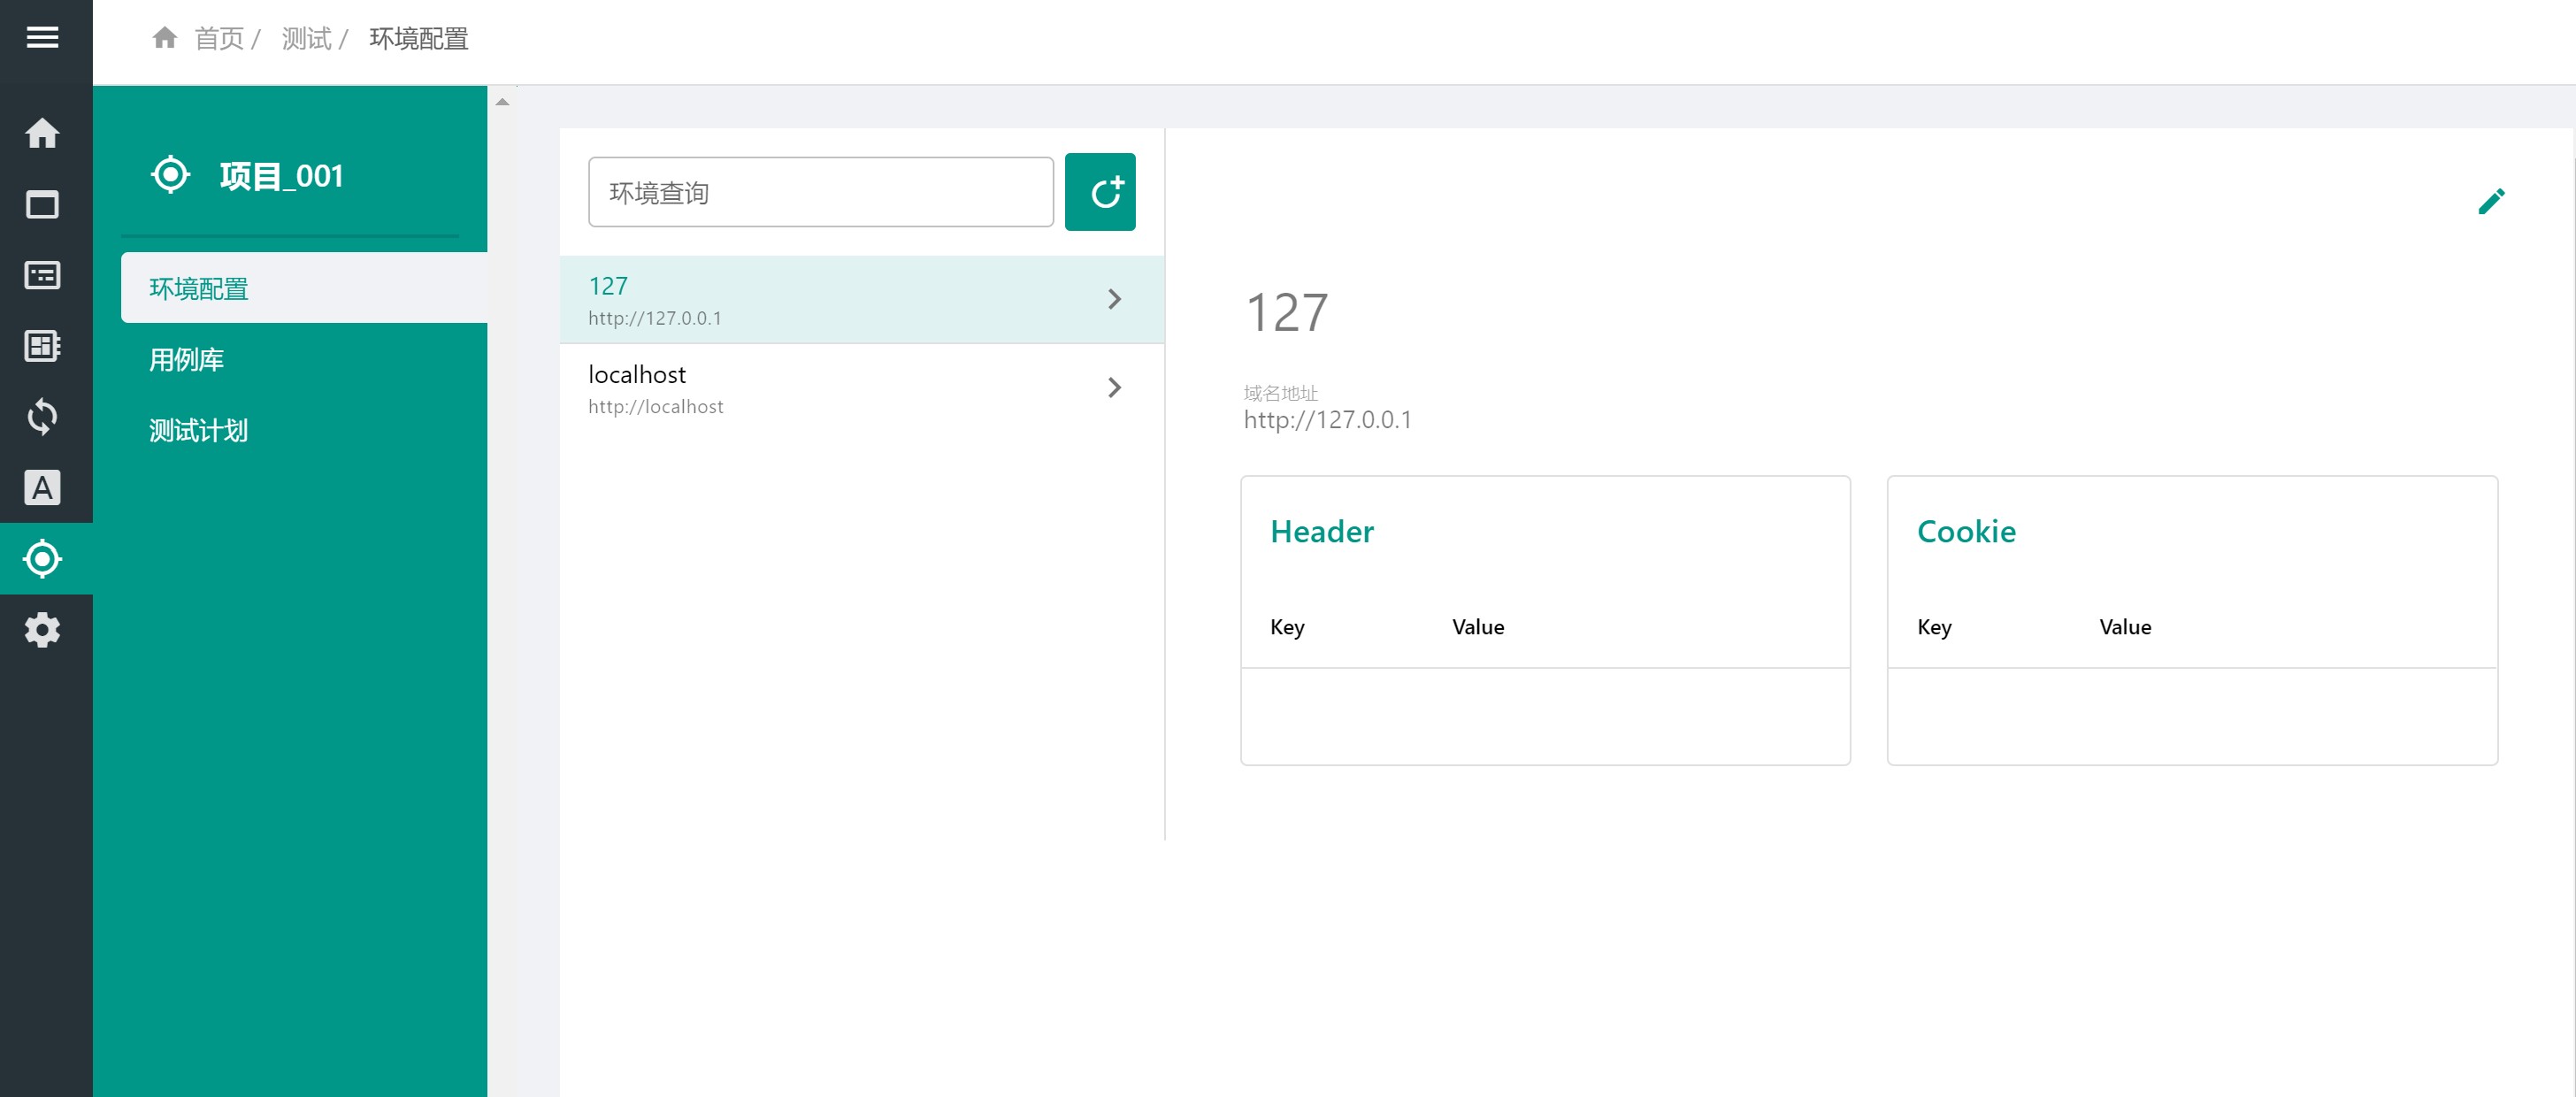 首页 / 测试 / 环境配置
项目_001
环境配置
用例库
测试计划
环境查询
127
http://127.0.0.1
localhost
http://localhost
127
域名地址
http://127.0.0.1
Header
Key Value
Cookie
Key Value
A